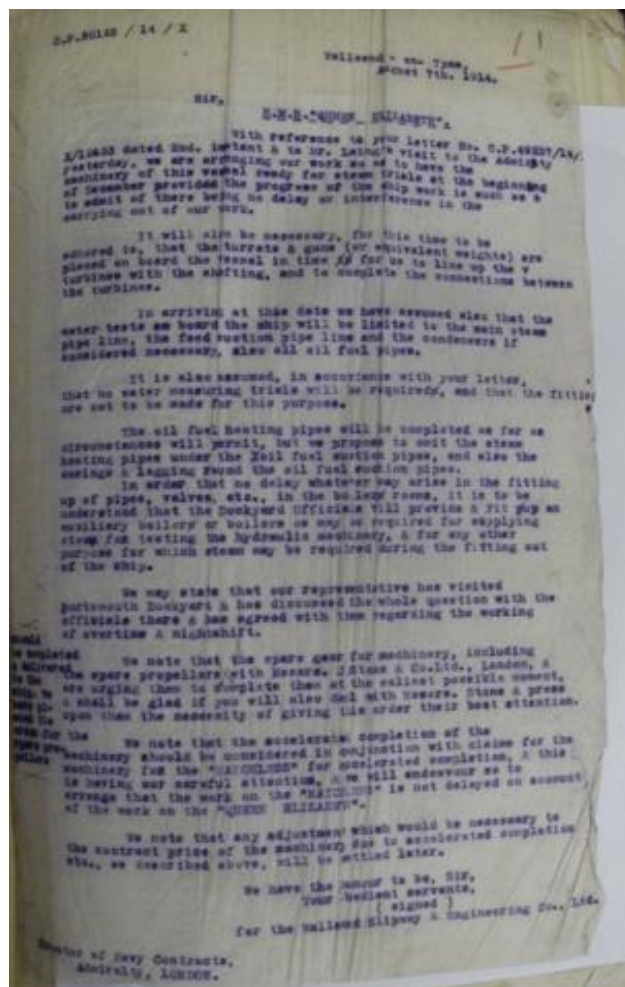 Wallsend - on- Tyne,
7th. 1914.
Sir,
H.M.S."QUEEN ELIZABETH".
With reference to your letter No. C.P.
dated 2nd. instant & to Mr. Laing's visit to the Admiralty
yesterday, we are arranging our work so as to have the
machinery of this vessel ready for steam trials at the beginning
of December provided the progress of the ship work is such as
to admit of there being no delay or interference in the
carrying out of our work.
It will also be necessary, for this time to be
adhered to, that the turrets & guns (or equivalent weights) are
placed on board the vessel in time for us to line up the
turbines with the shafting, and to complete the connections between
the turbines.
In arriving at this date we have assumed also that the
water tests on board the ship will be limited to the main steam
pipe line, the feed suction pipe line and the condensers if
considered necessary, also all oil fuel pipes.
It is also assumed, in accordance with your letter,
that no water measuring trials will be required, and that the fitting
are not to be made for this purpose.
The oil fuel heating pipes will be completed as far as
circumstances will permit, but we propose to omit the steam
heating pipes under the oil fuel suction pipes, and also the
casings & lagging round the oil fuel suction pipes.
In order that no delay whatever may arise in the fitting
up of pipes, valves, etc., in the boiler rooms, it is to be
understood that the Dockyard Officials will provide & fit up an
auxiliary boiler or boilers as may be required for supplying
steam for testing the hydraulic machinery, & for any other
purpose for which steam may be required during the fitting out
of the ship.
We may state that our representative has visited
portsmouth Dockyard & has discussed the whole question with the
officials there & has agreed with them regarding the working
of overtime & nightshift.
We note that the spare gear for machinery, including
the spare propellers with Messrs. & Co.Ltd., London, &
are urging them to complete them at the earliest possible moment,
& shall be glad if you will also deal with Messrs. Stone & press
upon them the necessity of giving the order their best attention.
We note that the accelerated completion of the
machinery should be considered in conjunction with claims for the
machinery for the for accelerated completion, & this
is having our careful attention, & we will endeavour so to
arrange that the work on the is not delayed on account
of the work on the "QUEEN ELIZABETH".
We note that any adjustment which would be necessary to
the contract price of the machinery due to accelerated completion
etc., as described above, will be settled later.
We have the honour to be, Sir,
Your obedient servants,
( signed )
for the Wallsend Slipway & Engineering Co., Ltd.
Director of Navy Contracts,
Admiralty, LONDON.